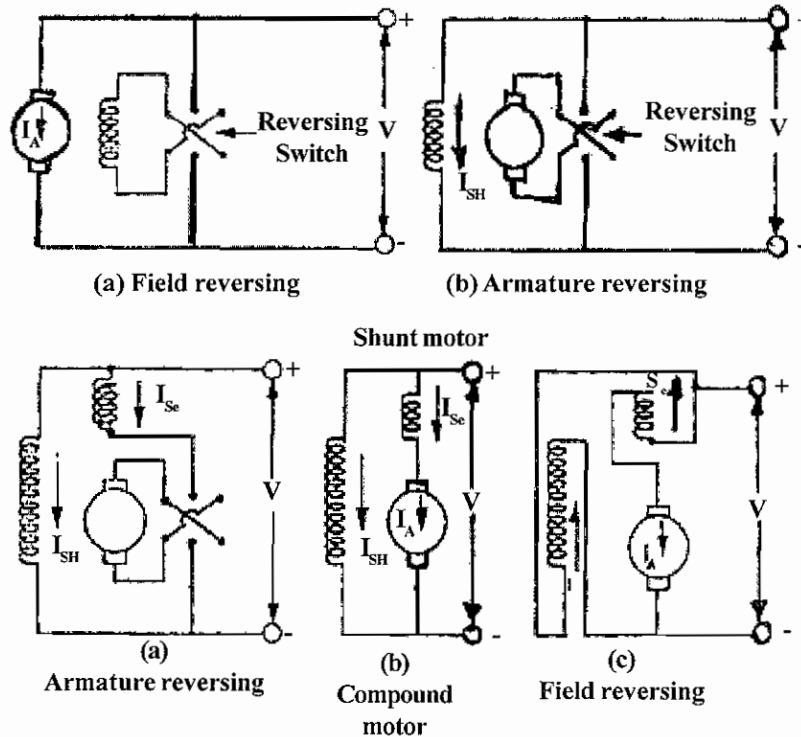 +
I_A
Reversing
Switch
V
-
(a) Field reversing
+
I_SH
Reversing
Switch
V
-
(b) Armature reversing
Shunt motor
+
I_Se
I_SH
V
-
(a)
Armature reversing
+
I_Se
I_SH
I_A
V
-
(b)
Compound
motor
S_e
+
I_A
V
-
(c)
Field reversing